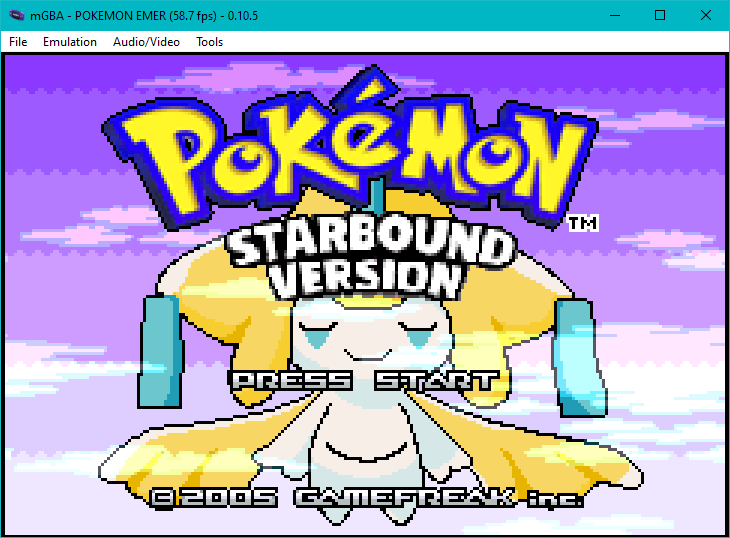 mGBA - POKEMON EMER (58.7 fps) - 0.10.5
File Emulation Audio/Video Tools
POKéMON
TM
STARBOUND
VERSION
PRESS START
©2005 GAMEFREAK inc.